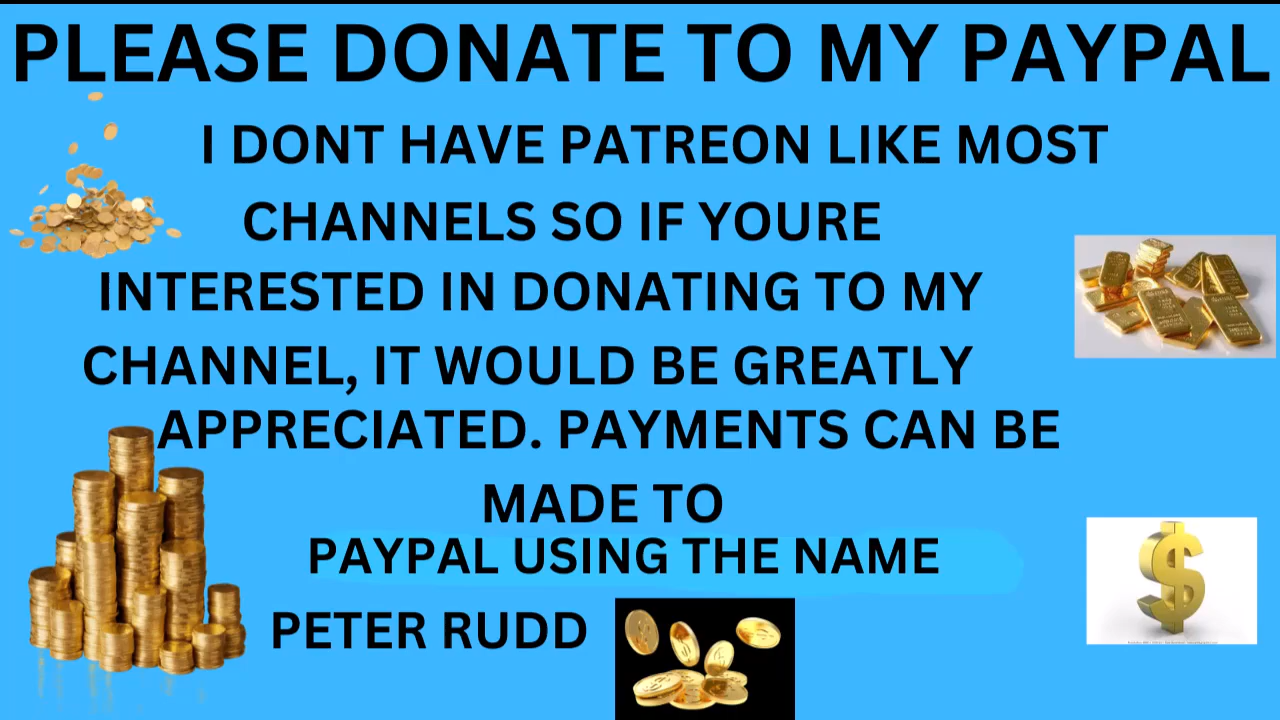 PLEASE DONATE TO MY PAYPAL
I DONT HAVE PATREON LIKE MOST
CHANNELS SO IF YOURE
INTERESTED IN DONATING TO MY
CHANNEL, IT WOULD BE GREATLY
APPRECIATED. PAYMENTS CAN BE
MADE TO
PAYPAL USING THE NAME
PETER RUDD